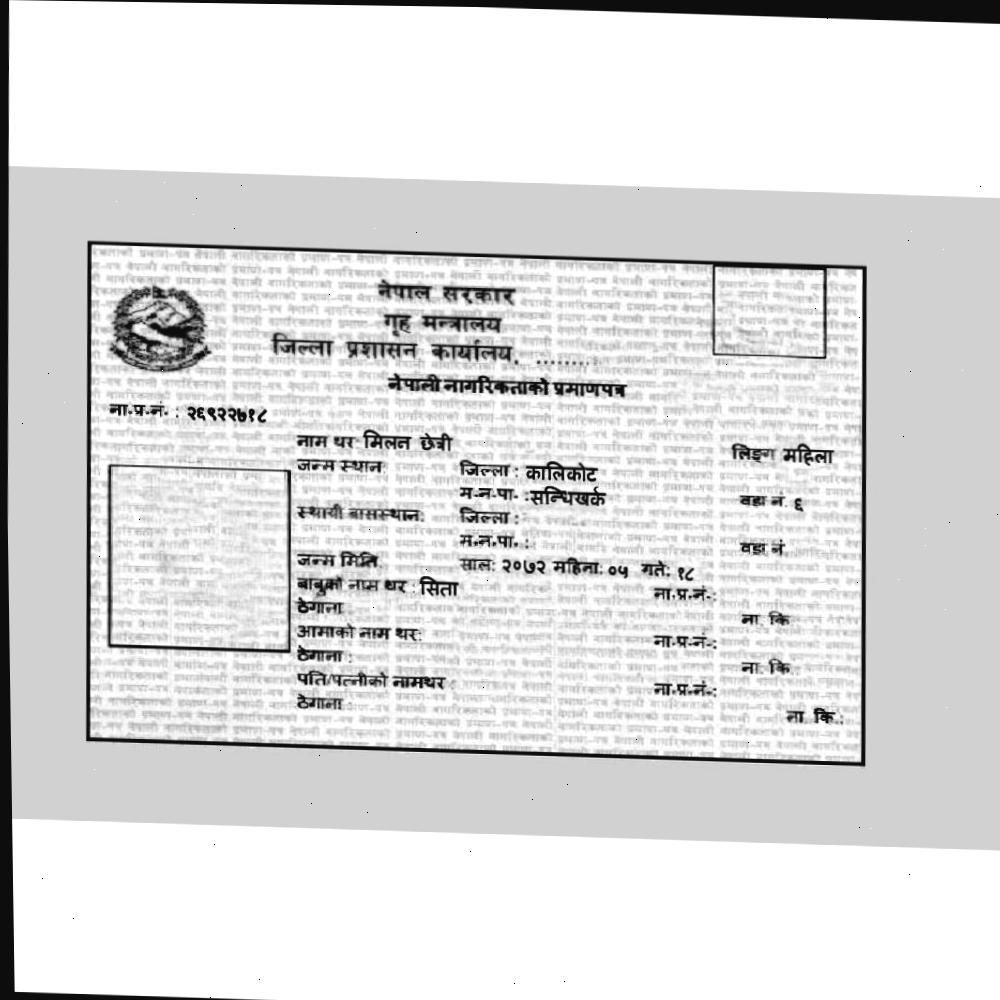 नेपाल सरकार
गृह मन्त्रालय
जिल्ला प्रशासन कार्यालय, .........
नेपाली नागरिकताको प्रमाणपत्र
ना.प्र.नं. : २६९२२७१८
नाम थर: मिलन छेत्री लिङ्ग महिला
जन्म स्थान: जिल्ला : कालिकोट
म.न.पा. : सन्धिखर्क वडा नं. ६
स्थायी बासस्थान: जिल्ला :
म.न.पा. : वडा नं.
जन्म मिति: साल: २०७२ महिना: ०५ गते: १८
बाबुको नाम थर : सिता ना.प्र.नं.:
ठेगाना : ना. कि.
आमाको नाम थर: ना.प्र.नं.:
ठेगाना : ना. कि.
पति/पत्नीको नामथर : ना.प्र.नं.:
ठेगाना : ना. कि.: